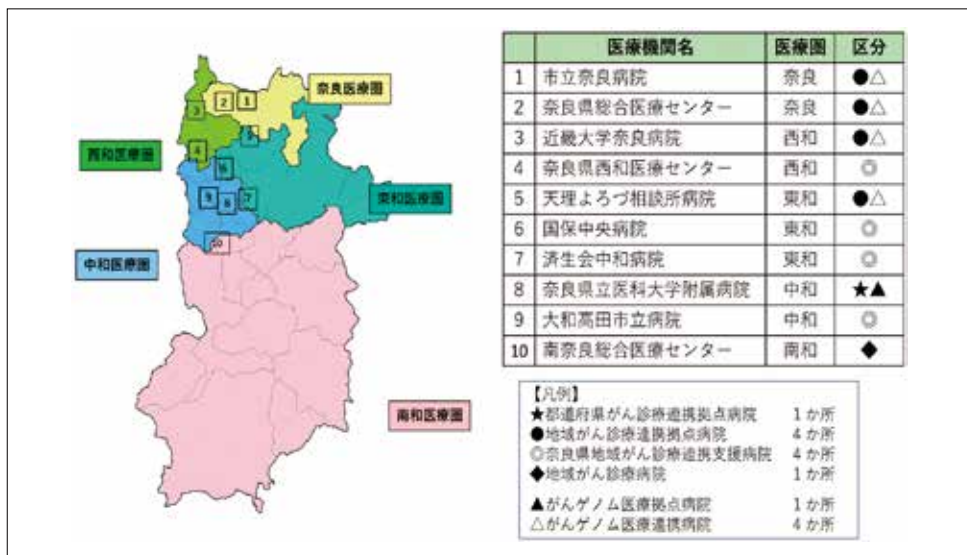 奈良医療圏
西和医療圏
東和医療圏
中和医療圏
南和医療圏
1
2
3
4
5
6
7
8
9
10
医療機関名 医療圏 区分
1 市立奈良病院 奈良 ●△
2 奈良県総合医療センター 奈良 ●△
3 近畿大学奈良病院 西和 ●△
4 奈良県西和医療センター 西和 ◎
5 天理よろづ相談所病院 東和 ●△
6 国保中央病院 東和 ◎
7 済生会中和病院 東和 ◎
8 奈良県立医科大学附属病院 中和 ★▲
9 大和高田市立病院 中和 ◎
10 南奈良総合医療センター 南和 ◆
【凡例】
★都道府県がん診療連携拠点病院 1か所
●地域がん診療連携拠点病院 4か所
◎奈良県地域がん診療連携支援病院 4か所
◆地域がん診療病院 1か所
▲がんゲノム医療拠点病院 1か所
△がんゲノム医療連携病院 4か所